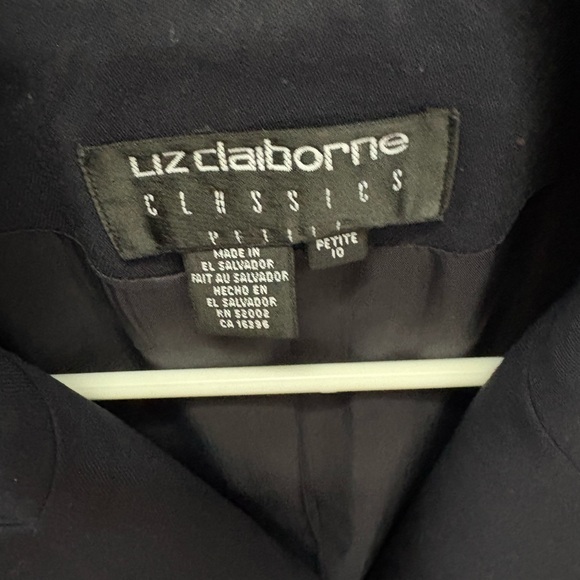 Liz claiborne
CLASSICS
PETITE
MADE IN
EL SALVADOR
FAIT AU SALVADOR
HECHO EN
EL SALVADOR
RN 52002
CA 16396
PETITE
10